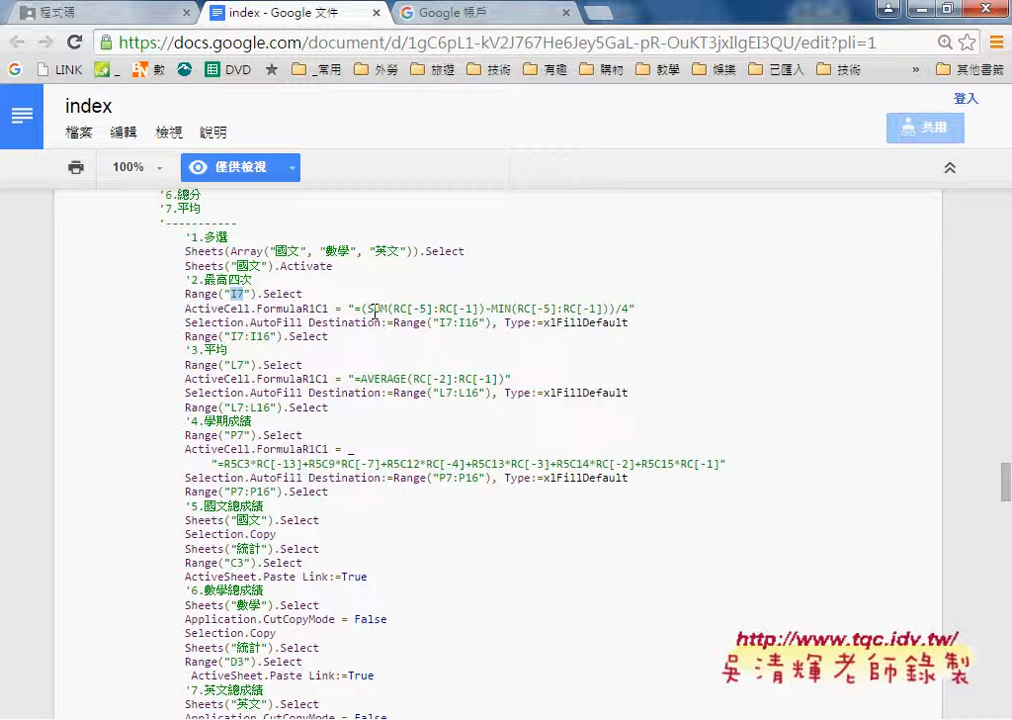 程式碼
index - Google 文件
Google 帳戶
https://docs.google.com/document/d/1gC6pL1-kV2J767He6Jey5GaL-pR-OuKT3jxIlgEI3QU/edit?pli=1
LINK _ 數 DVD _常用 外勞 旅遊 技術 有趣 購物 教學 娛樂 已匯入 技術 » 其他書籤
index
登入
檔案 編輯 檢視 說明
共用
100% 僅供檢視
'6.總分
'7.平均
'-----------
'1.多選
Sheets(Array("國文", "數學", "英文")).Select
Sheets("國文").Activate
'2.最高四次
Range("I7").Select
ActiveCell.FormulaR1C1 = "=(SUM(RC[-5]:RC[-1])-MIN(RC[-5]:RC[-1]))/4"
Selection.AutoFill Destination:=Range("I7:I16"), Type:=xlFillDefault
Range("I7:I16").Select
'3.平均
Range("L7").Select
ActiveCell.FormulaR1C1 = "=AVERAGE(RC[-2]:RC[-1])"
Selection.AutoFill Destination:=Range("L7:L16"), Type:=xlFillDefault
Range("L7:L16").Select
'4.學期成績
Range("P7").Select
ActiveCell.FormulaR1C1 = _
"=R5C3*RC[-13]+R5C9*RC[-7]+R5C12*RC[-4]+R5C13*RC[-3]+R5C14*RC[-2]+R5C15*RC[-1]"
Selection.AutoFill Destination:=Range("P7:P16"), Type:=xlFillDefault
Range("P7:P16").Select
'5.國文總成績
Sheets("國文").Select
Selection.Copy
Sheets("統計").Select
Range("C3").Select
ActiveSheet.Paste Link:=True
'6.數學總成績
Sheets("數學").Select
Application.CutCopyMode = False
Selection.Copy
Sheets("統計").Select
Range("D3").Select
ActiveSheet.Paste Link:=True
'7.英文總成績
Sheets("英文").Select
Application.CutCopyMode = False
http://www.tqc.idv.tw/
吳清輝老師錄製